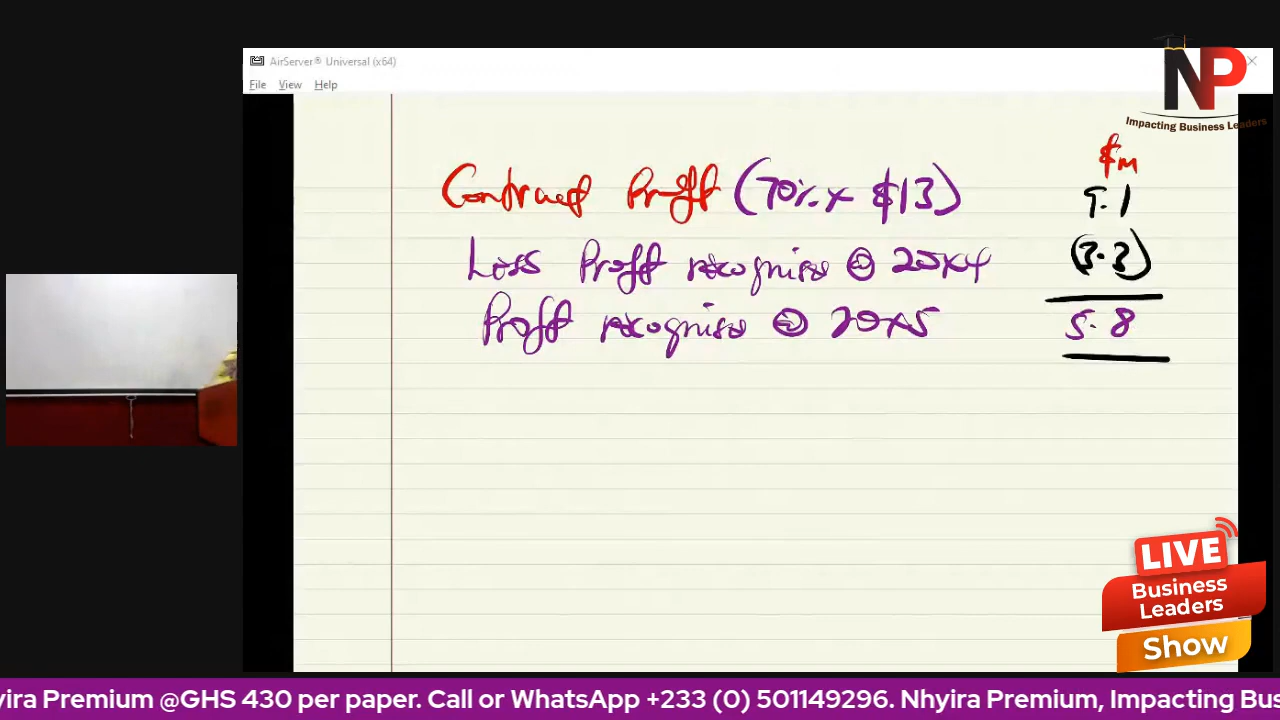 AirServer® Universal (x64)
File View Help
NP
Impacting Business Leaders
$m
Contract Profit (70% x $13) 9.1
Less Profit recognise @ 20x4 (3.3)
Profit recognise @ 20x5 5.8
LIVE
Business
Leaders
Show
yira Premium @GHS 430 per paper. Call or WhatsApp +233 (0) 501149296. Nhyira Premium, Impacting Bus